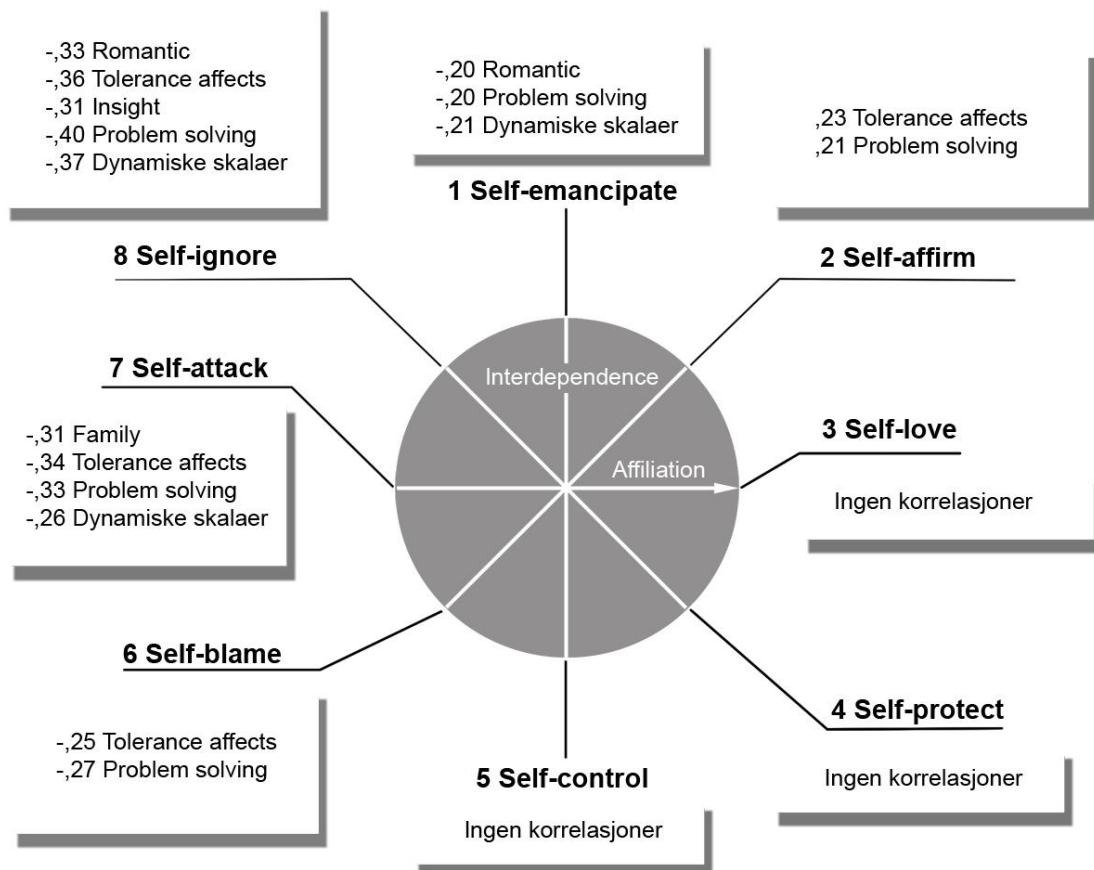 -,33 Romantic
-,36 Tolerance affects
-,31 Insight
-,40 Problem solving
-,37 Dynamiske skalaer
-,20 Romantic
-,20 Problem solving
-,21 Dynamiske skalaer
,23 Tolerance affects
,21 Problem solving
1 Self-emancipate
8 Self-ignore
2 Self-affirm
7 Self-attack
Interdependence
-,31 Family
-,34 Tolerance affects
-,33 Problem solving
-,26 Dynamiske skalaer
Affiliation
3 Self-love
Ingen korrelasjoner
6 Self-blame
-,25 Tolerance affects
-,27 Problem solving
5 Self-control
Ingen korrelasjoner
4 Self-protect
Ingen korrelasjoner